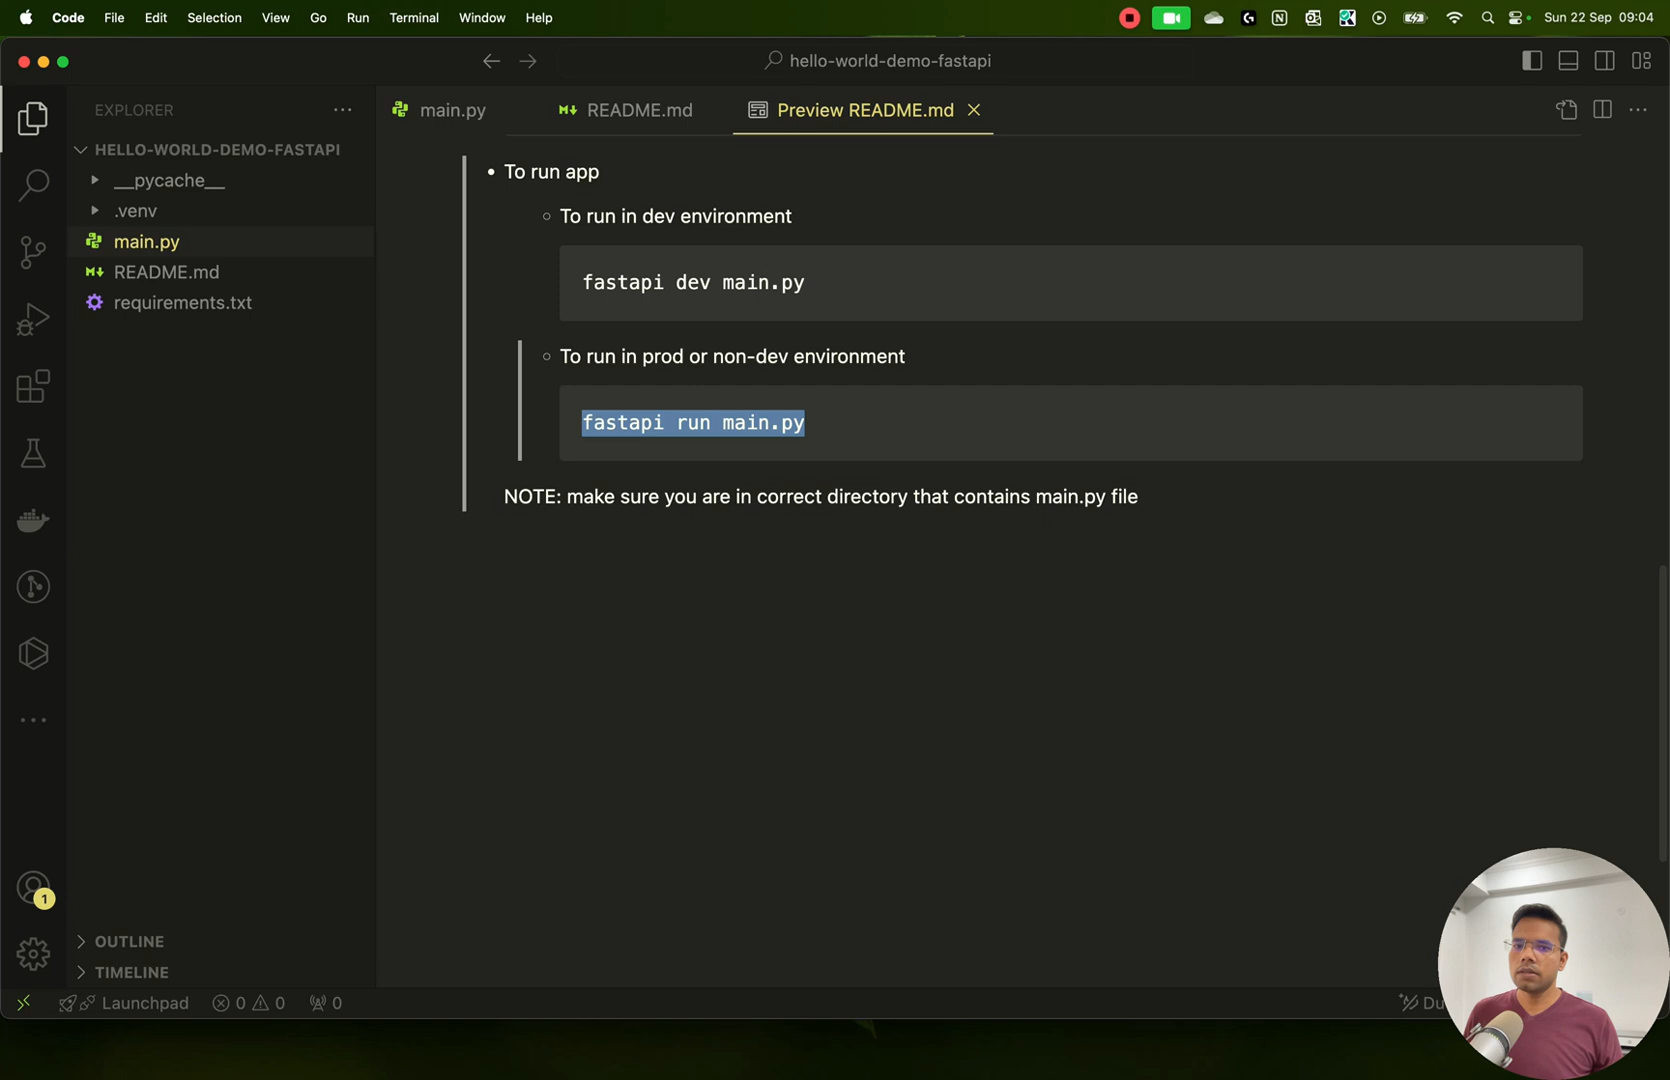 Code File Edit Selection View Go Run Terminal Window Help Sun 22 Sep 09:04
hello-world-demo-fastapi
EXPLORER
main.py README.md Preview README.md
HELLO-WORLD-DEMO-FASTAPI
__pycache__
.venv
main.py
README.md
requirements.txt
• To run app
○ To run in dev environment
fastapi dev main.py
○ To run in prod or non-dev environment
fastapi run main.py
NOTE: make sure you are in correct directory that contains main.py file
1
OUTLINE
TIMELINE
Launchpad 0 0 0